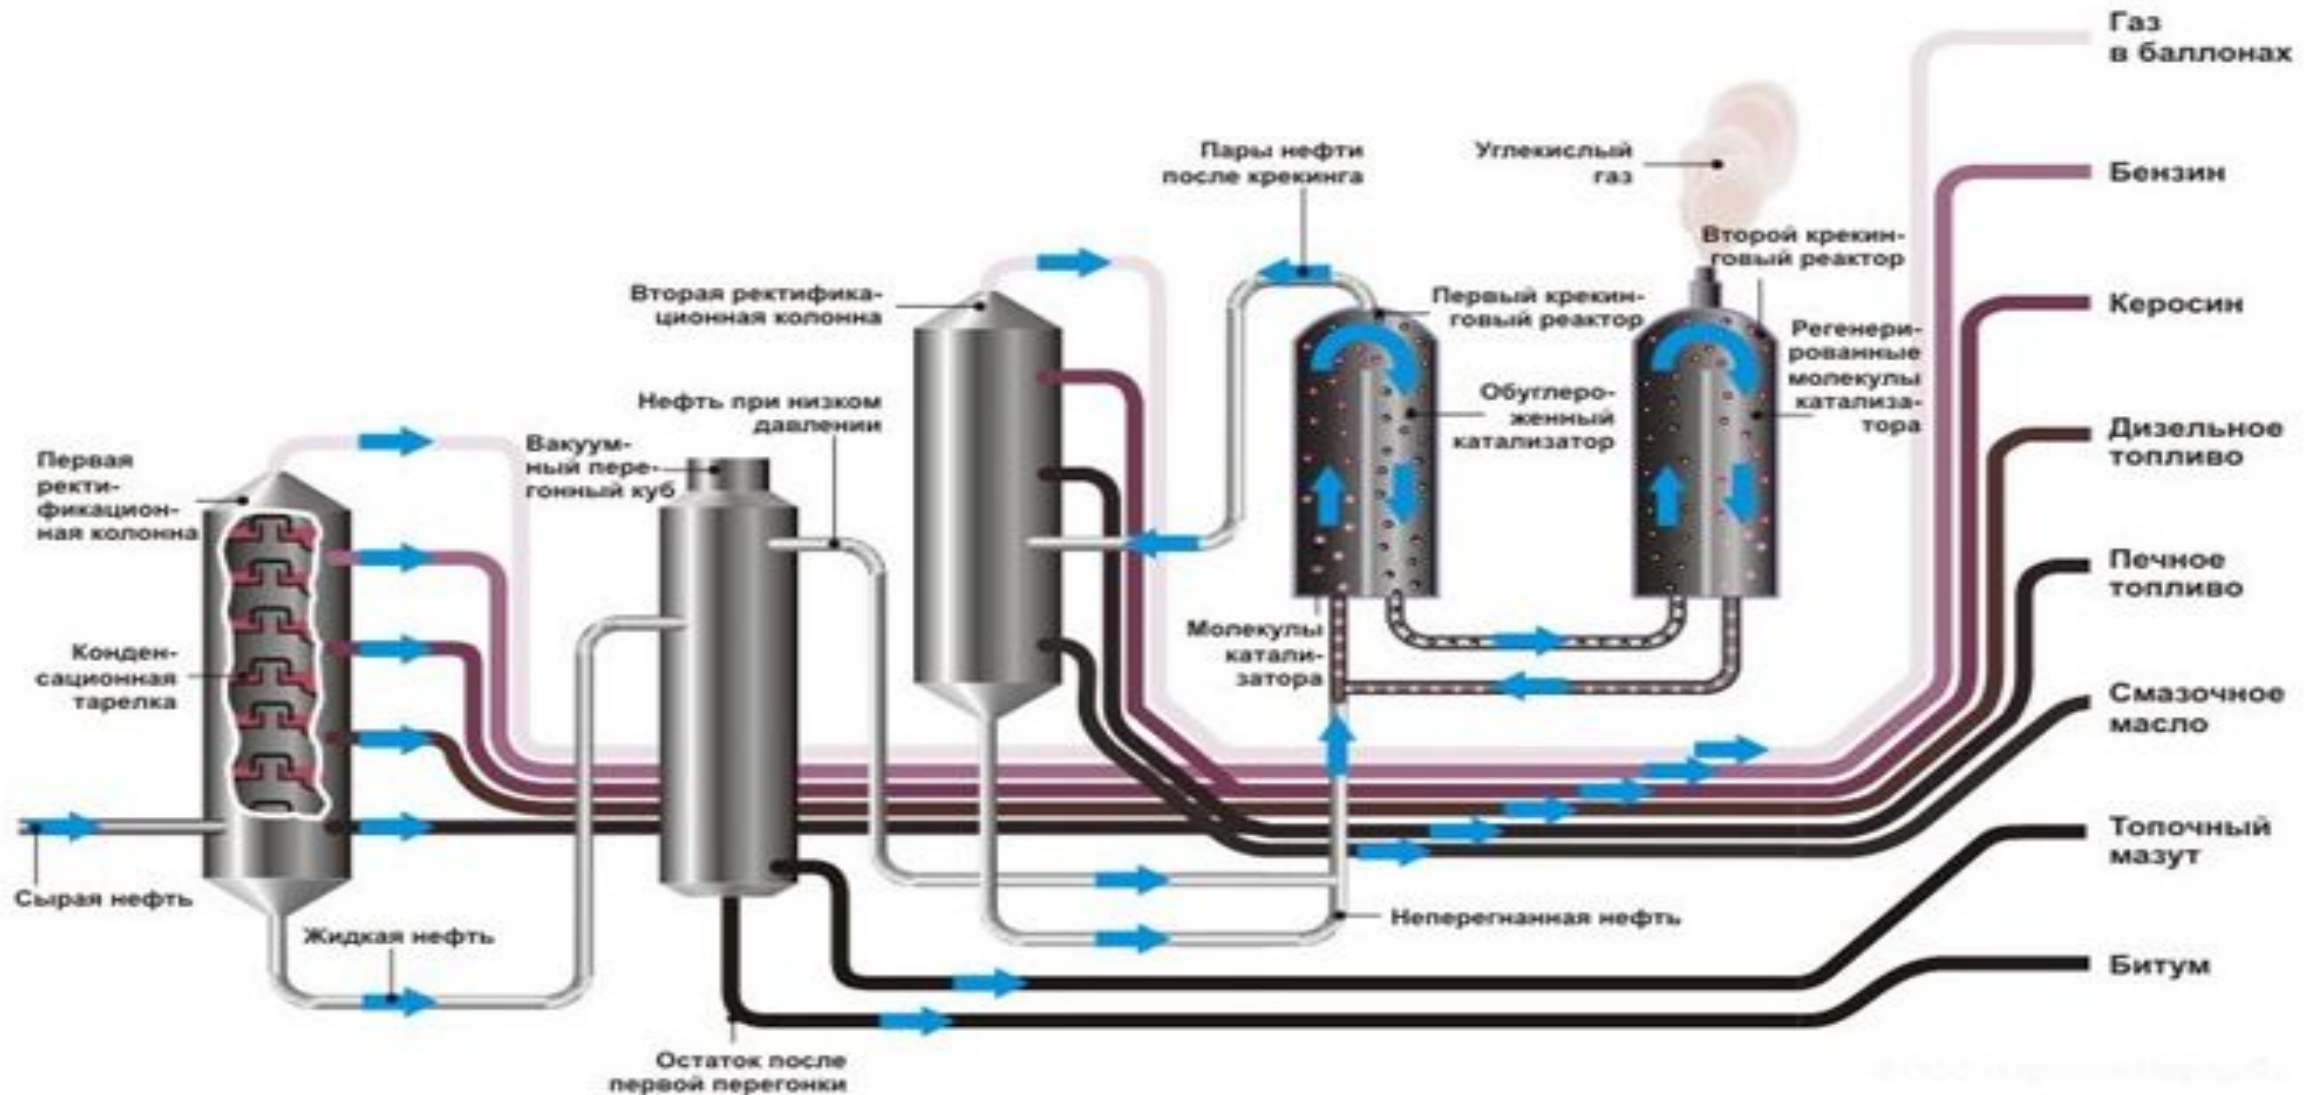 Газ
в баллонах
Пары нефти
после крекинга
Углекислый
газ
Бензин
Второй крекин-
говый реактор
Вторая ректифика-
ционная колонна
Первый крекин-
говый реактор
Керосин
Регенери-
рованные
молекулы
катализа-
тора
Нефть при низком
давлении
Обуглеро-
женный
катализатор
Дизельное
топливо
Вакуум-
ный пере-
гонный куб
Первая
ректи-
фикацион-
ная колонна
Печное
топливо
Молекулы
катали-
затора
Конден-
сационная
тарелка
Смазочное
масло
Топочный
мазут
Сырая нефть
Жидкая нефть
Неперегнанная нефть
Битум
Остаток после
первой перегонки